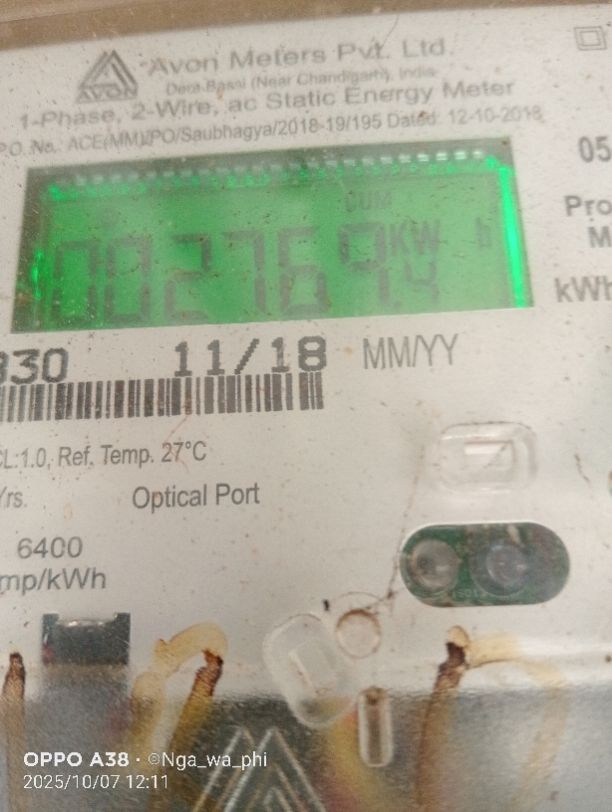 Avon Meters Pvt. Ltd.
AVON
Dera Bassi (Near Chandigarh), India
1-Phase, 2-Wire, ac Static Energy Meter
P.O. No.: ACE(MM)/PO/Saubhagya/2018-19/195 Dated: 12-10-2018
05
Pro
M
kWh
CUM
002769.4 KW h
330 11/18 MM/YY
CL:1.0, Ref. Temp. 27°C
Yrs. Optical Port
6400
mp/kWh
OPPO A38 · ©Nga_wa_phi
2025/10/07 12:11